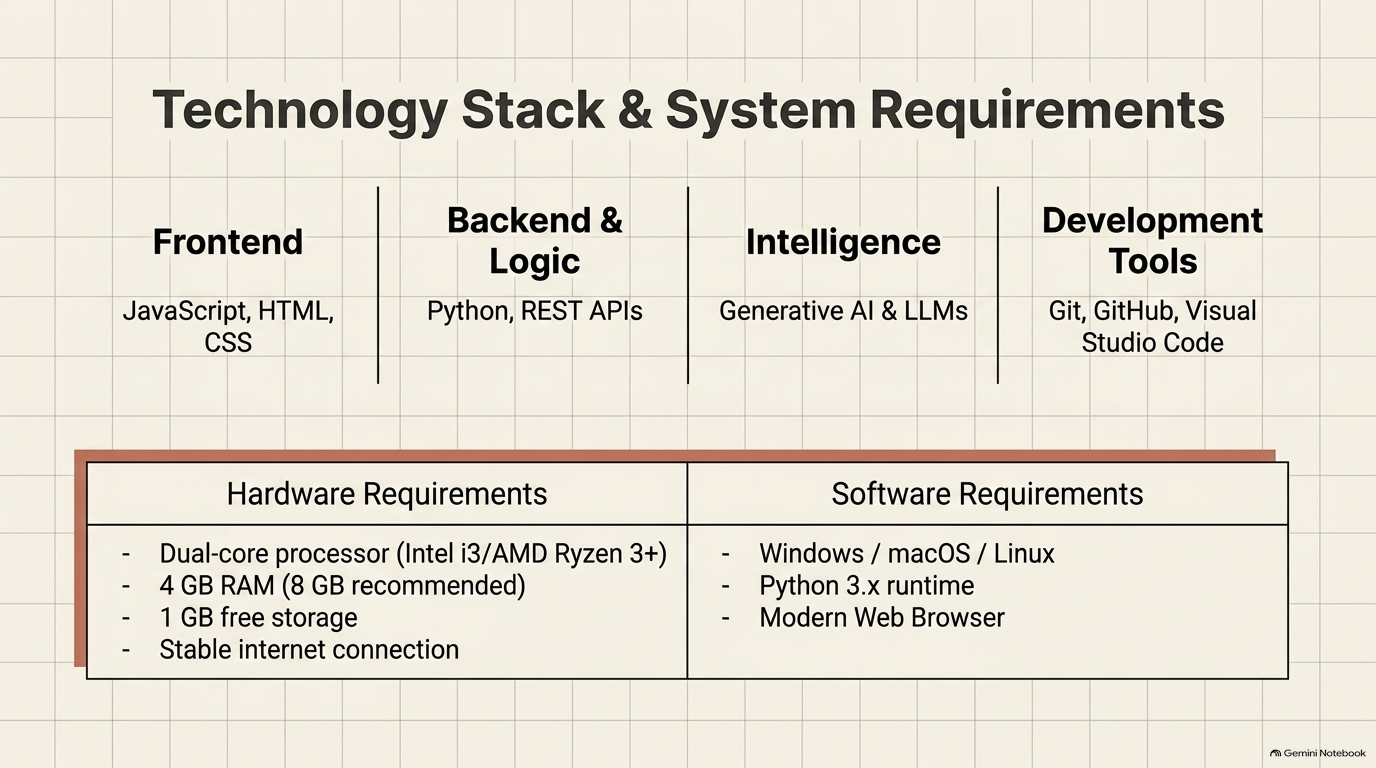 Technology Stack & System Requirements
Frontend
JavaScript, HTML,
CSS
Backend &
Logic
Python, REST APIs
Intelligence
Generative AI & LLMs
Development
Tools
Git, GitHub, Visual
Studio Code
Hardware Requirements
- Dual-core processor (Intel i3/AMD Ryzen 3+)
- 4 GB RAM (8 GB recommended)
- 1 GB free storage
- Stable internet connection
Software Requirements
- Windows / macOS / Linux
- Python 3.x runtime
- Modern Web Browser
Gemini Notebook